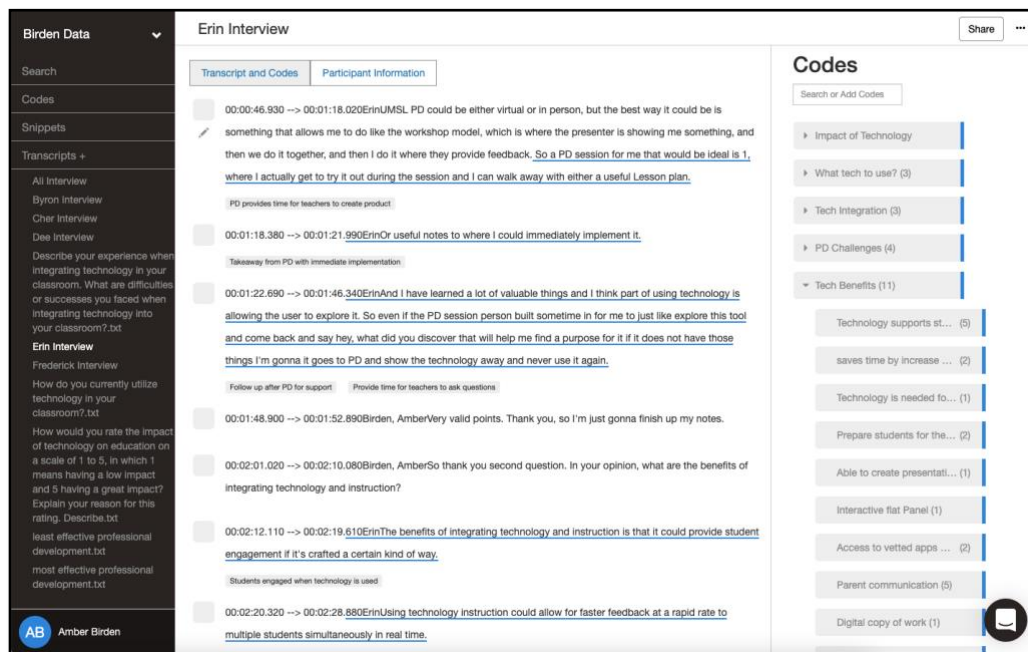 Birden Data
Search
Codes
Snippets
Transcripts +
Ali Interview
Byron Interview
Cher Interview
Dee Interview
Describe your experience when
integrating technology in your
classroom. What are difficulties
or successes you faced when
integrating technology into
your classroom?.txt
Erin Interview
Frederick Interview
How do you currently utilize
technology in your
classroom?.txt
How would you rate the impact
of technology on education on
a scale of 1 to 5, in which 1
means having a low impact
and 5 having a great impact?
Explain your reason for this
rating. Describe.txt
least effective professional
development.txt
most effective professional
development.txt
AB
Amber Birden
Erin Interview
Share
...
Transcript and Codes
Participant Information
00:00:46.930 --> 00:01:18.020ErinUMSL PD could be either virtual or in person, but the best way it could be is
something that allows me to do like the workshop model, which is where the presenter is showing me something, and
then we do it together, and then I do it where they provide feedback. So a PD session for me that would be ideal is 1,
where I actually get to try it out during the session and I can walk away with either a useful Lesson plan.
PD provides time for teachers to create product
00:01:18.380 --> 00:01:21.990ErinOr useful notes to where I could immediately implement it.
Takeaway from PD with immediate implementation
00:01:22.690 --> 00:01:46.340ErinAnd I have learned a lot of valuable things and I think part of using technology is
allowing the user to explore it. So even if the PD session person built sometime in for me to just like explore this tool
and come back and say hey, what did you discover that will help me find a purpose for it if it does not have those
things I'm gonna it goes to PD and show the technology away and never use it again.
Follow up after PD for support
Provide time for teachers to ask questions
00:01:48.900 --> 00:01:52.890Birden, AmberVery valid points. Thank you, so I'm just gonna finish up my notes.
00:02:01.020 --> 00:02:10.080Birden, AmberSo thank you second question. In your opinion, what are the benefits of
integrating technology and instruction?
00:02:12.110 --> 00:02:19.610ErinThe benefits of integrating technology and instruction is that it could provide student
engagement if it's crafted a certain kind of way.
Students engaged when technology is used
00:02:20.320 --> 00:02:28.880ErinUsing technology instruction could allow for faster feedback at a rapid rate to
multiple students simultaneously in real time.
Codes
Search or Add Codes
Impact of Technology
What tech to use? (3)
Tech Integration (3)
PD Challenges (4)
Tech Benefits (11)
Technology supports st... (5)
saves time by increase ... (2)
Technology is needed fo... (1)
Prepare students for the... (2)
Able to create presentati... (1)
Interactive flat Panel (1)
Access to vetted apps ... (2)
Parent communication (5)
Digital copy of work (1)